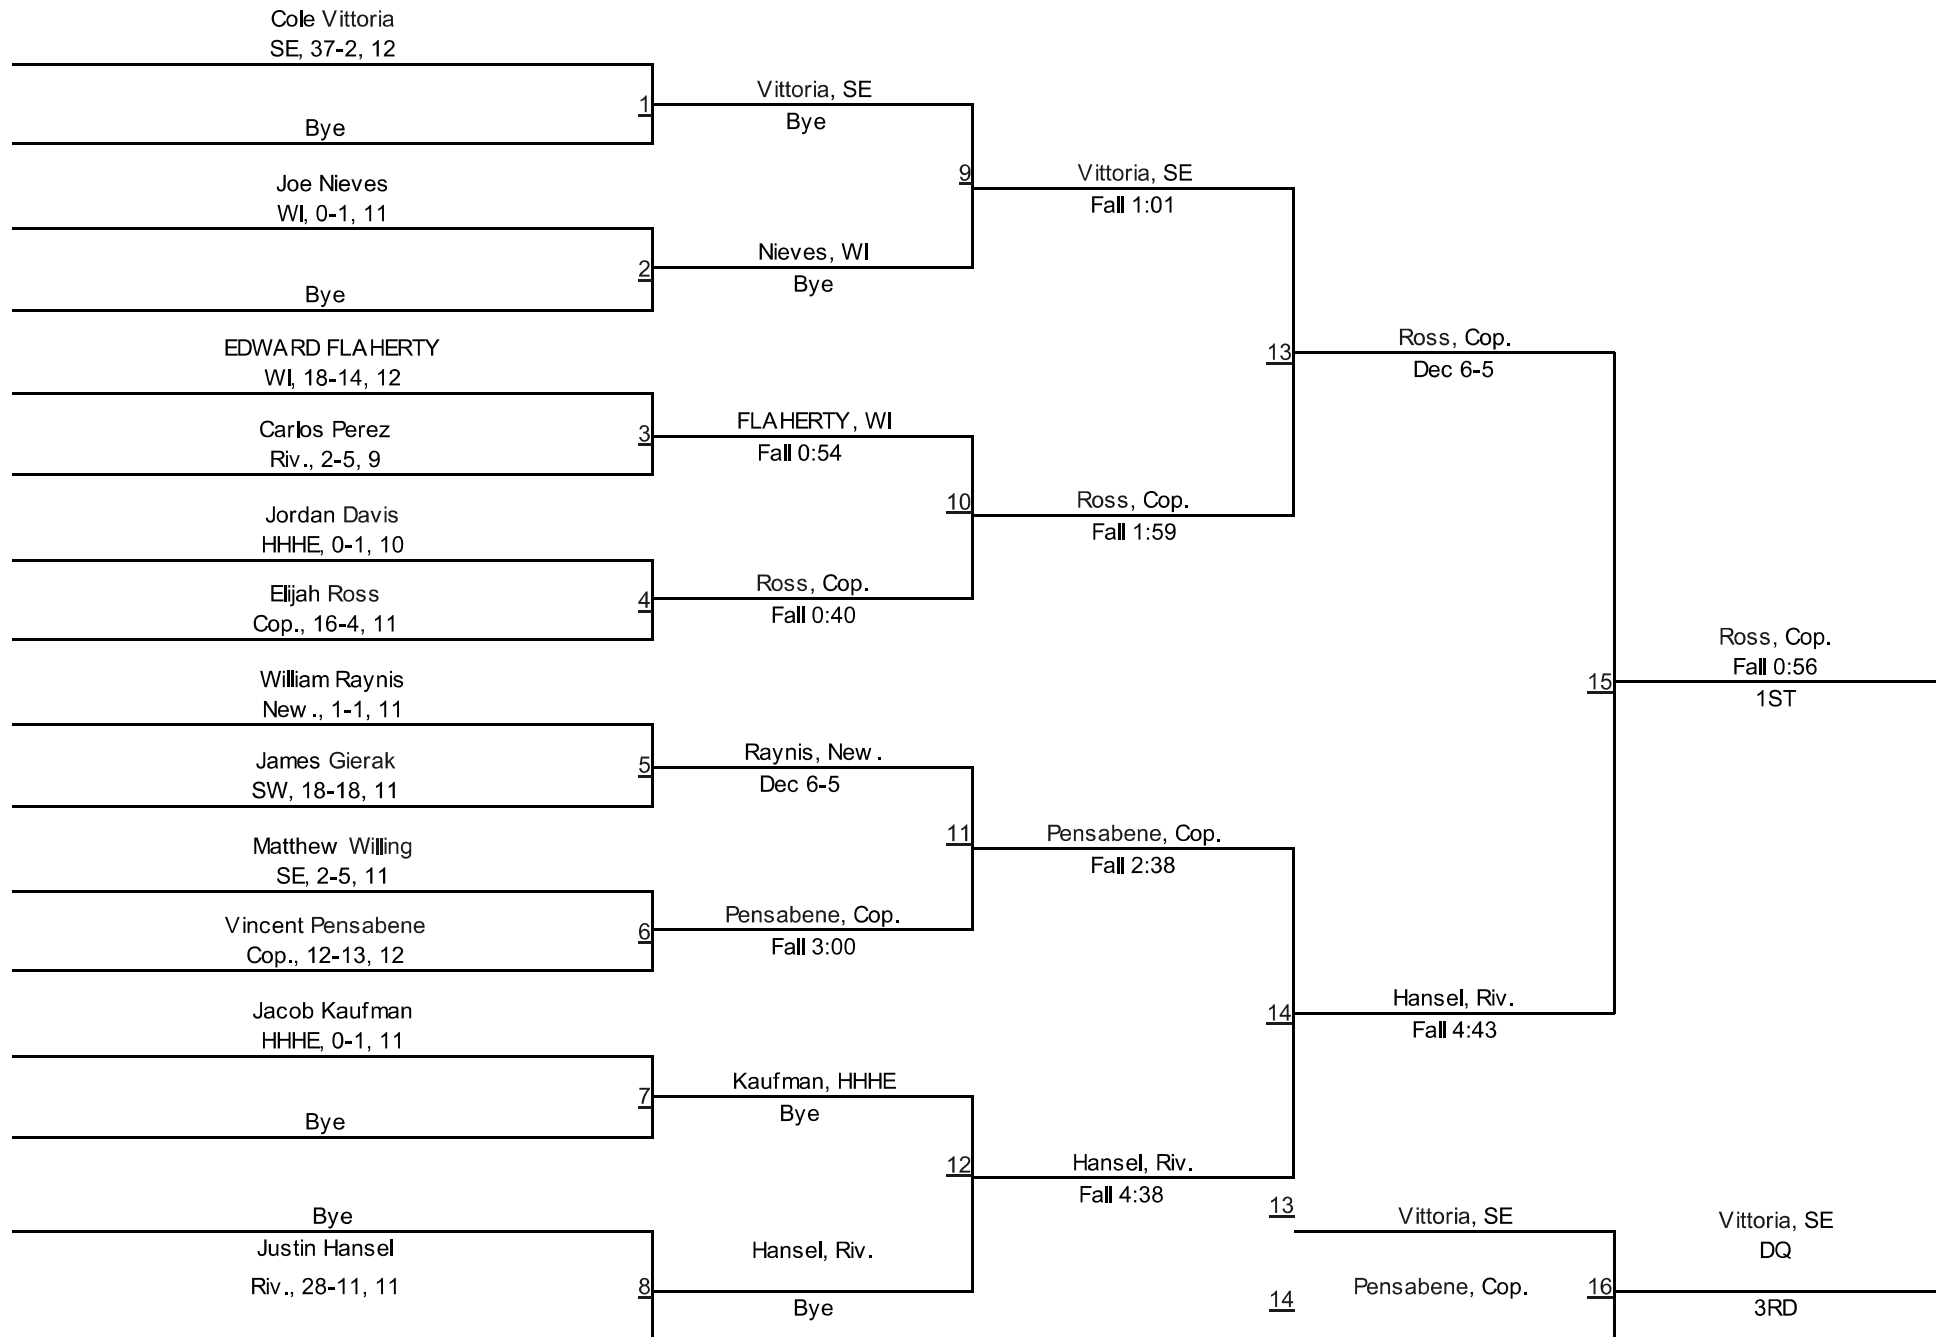 Cole Vittoria
SE, 37-2, 12
Bye
1
Joe Nieves
WI, 0-1, 11
Bye
2
EDWARD FLAHERTY
WI, 18-14, 12
Carlos Perez
Riv., 2-5, 9
3
Jordan Davis
HHHE, 0-1, 10
Elijah Ross
Cop., 16-4, 11
4
William Raynis
New., 1-1, 11
James Gierak
SW, 18-18, 11
5
Matthew Willing
SE, 2-5, 11
Vincent Pensabene
Cop., 12-13, 12
6
Jacob Kaufman
HHHE, 0-1, 11
Bye
7
Bye
Justin Hansel
Riv., 28-11, 11
8
Vittoria, SE
Bye
9
Nieves, WI
Bye
FLAHERTY, WI
Fall 0:54
10
Ross, Cop.
Fall 0:40
Raynis, New.
Dec 6-5
11
Pensabene, Cop.
Fall 3:00
Kaufman, HHHE
Bye
12
Hansel, Riv.
Bye
Vittoria, SE
Fall 1:01
13
Ross, Cop.
Fall 1:59
Pensabene, Cop.
Fall 2:38
14
Hansel, Riv.
Fall 4:38
Ross, Cop.
Dec 6-5
15
Hansel, Riv.
Fall 4:43
Ross, Cop.
Fall 0:56
1ST
13
Vittoria, SE
14
Pensabene, Cop.
16
Vittoria, SE
DQ
3RD